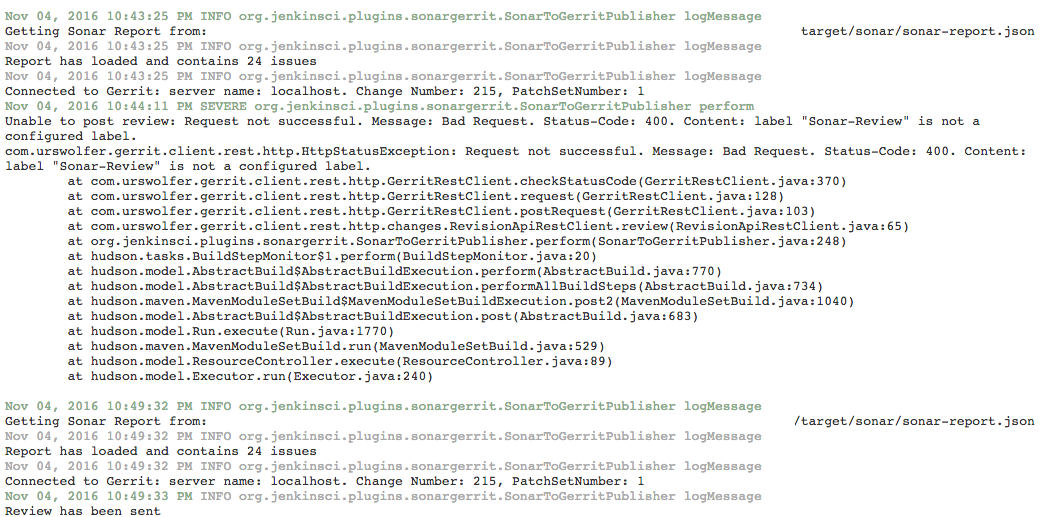 Nov 04, 2016 10:43:25 PM INFO org.jenkinsci.plugins.sonargerrit.SonarToGerritPublisher logMessage
Getting Sonar Report from: target/sonar/sonar-report.json
Nov 04, 2016 10:43:25 PM INFO org.jenkinsci.plugins.sonargerrit.SonarToGerritPublisher logMessage
Report has loaded and contains 24 issues
Nov 04, 2016 10:43:25 PM INFO org.jenkinsci.plugins.sonargerrit.SonarToGerritPublisher logMessage
Connected to Gerrit: server name: localhost. Change Number: 215, PatchSetNumber: 1
Nov 04, 2016 10:44:11 PM SEVERE org.jenkinsci.plugins.sonargerrit.SonarToGerritPublisher perform
Unable to post review: Request not successful. Message: Bad Request. Status-Code: 400. Content: label "Sonar-Review" is not a
configured label.
com.urswolfer.gerrit.client.rest.http.HttpStatusException: Request not successful. Message: Bad Request. Status-Code: 400. Content:
label "Sonar-Review" is not a configured label.
at com.urswolfer.gerrit.client.rest.http.GerritRestClient.checkStatusCode(GerritRestClient.java:370)
at com.urswolfer.gerrit.client.rest.http.GerritRestClient.request(GerritRestClient.java:128)
at com.urswolfer.gerrit.client.rest.http.GerritRestClient.postRequest(GerritRestClient.java:103)
at com.urswolfer.gerrit.client.rest.http.changes.RevisionApiRestClient.review(RevisionApiRestClient.java:65)
at org.jenkinsci.plugins.sonargerrit.SonarToGerritPublisher.perform(SonarToGerritPublisher.java:248)
at hudson.tasks.BuildStepMonitor$1.perform(BuildStepMonitor.java:20)
at hudson.model.AbstractBuild$AbstractBuildExecution.perform(AbstractBuild.java:770)
at hudson.model.AbstractBuild$AbstractBuildExecution.performAllBuildSteps(AbstractBuild.java:734)
at hudson.maven.MavenModuleSetBuild$MavenModuleSetBuildExecution.post2(MavenModuleSetBuild.java:1040)
at hudson.model.AbstractBuild$AbstractBuildExecution.post(AbstractBuild.java:683)
at hudson.model.Run.execute(Run.java:1770)
at hudson.maven.MavenModuleSetBuild.run(MavenModuleSetBuild.java:529)
at hudson.model.ResourceController.execute(ResourceController.java:89)
at hudson.model.Executor.run(Executor.java:240)
Nov 04, 2016 10:49:32 PM INFO org.jenkinsci.plugins.sonargerrit.SonarToGerritPublisher logMessage
Getting Sonar Report from: /target/sonar/sonar-report.json
Nov 04, 2016 10:49:32 PM INFO org.jenkinsci.plugins.sonargerrit.SonarToGerritPublisher logMessage
Report has loaded and contains 24 issues
Nov 04, 2016 10:49:32 PM INFO org.jenkinsci.plugins.sonargerrit.SonarToGerritPublisher logMessage
Connected to Gerrit: server name: localhost. Change Number: 215, PatchSetNumber: 1
Nov 04, 2016 10:49:33 PM INFO org.jenkinsci.plugins.sonargerrit.SonarToGerritPublisher logMessage
Review has been sent